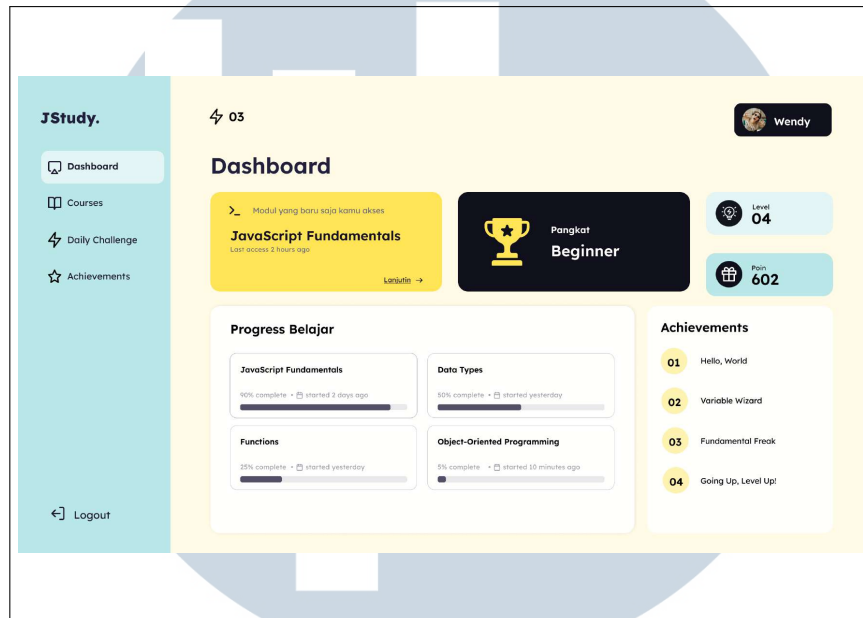 JStudy.
Dashboard
Courses
Daily Challenge
Achievements
Logout
03
Wendy
Dashboard
>_ Modul yang baru saja kamu akses
JavaScript Fundamentals
Last access 2 hours ago
Lanjutin →
Pangkat
Beginner
Level
04
Poin
602
Progress Belajar
JavaScript Fundamentals
90% complete • started 2 days ago
Data Types
50% complete • started yesterday
Functions
25% complete • started yesterday
Object-Oriented Programming
5% complete • started 10 minutes ago
Achievements
01 Hello, World
02 Variable Wizard
03 Fundamental Freak
04 Going Up, Level Up!